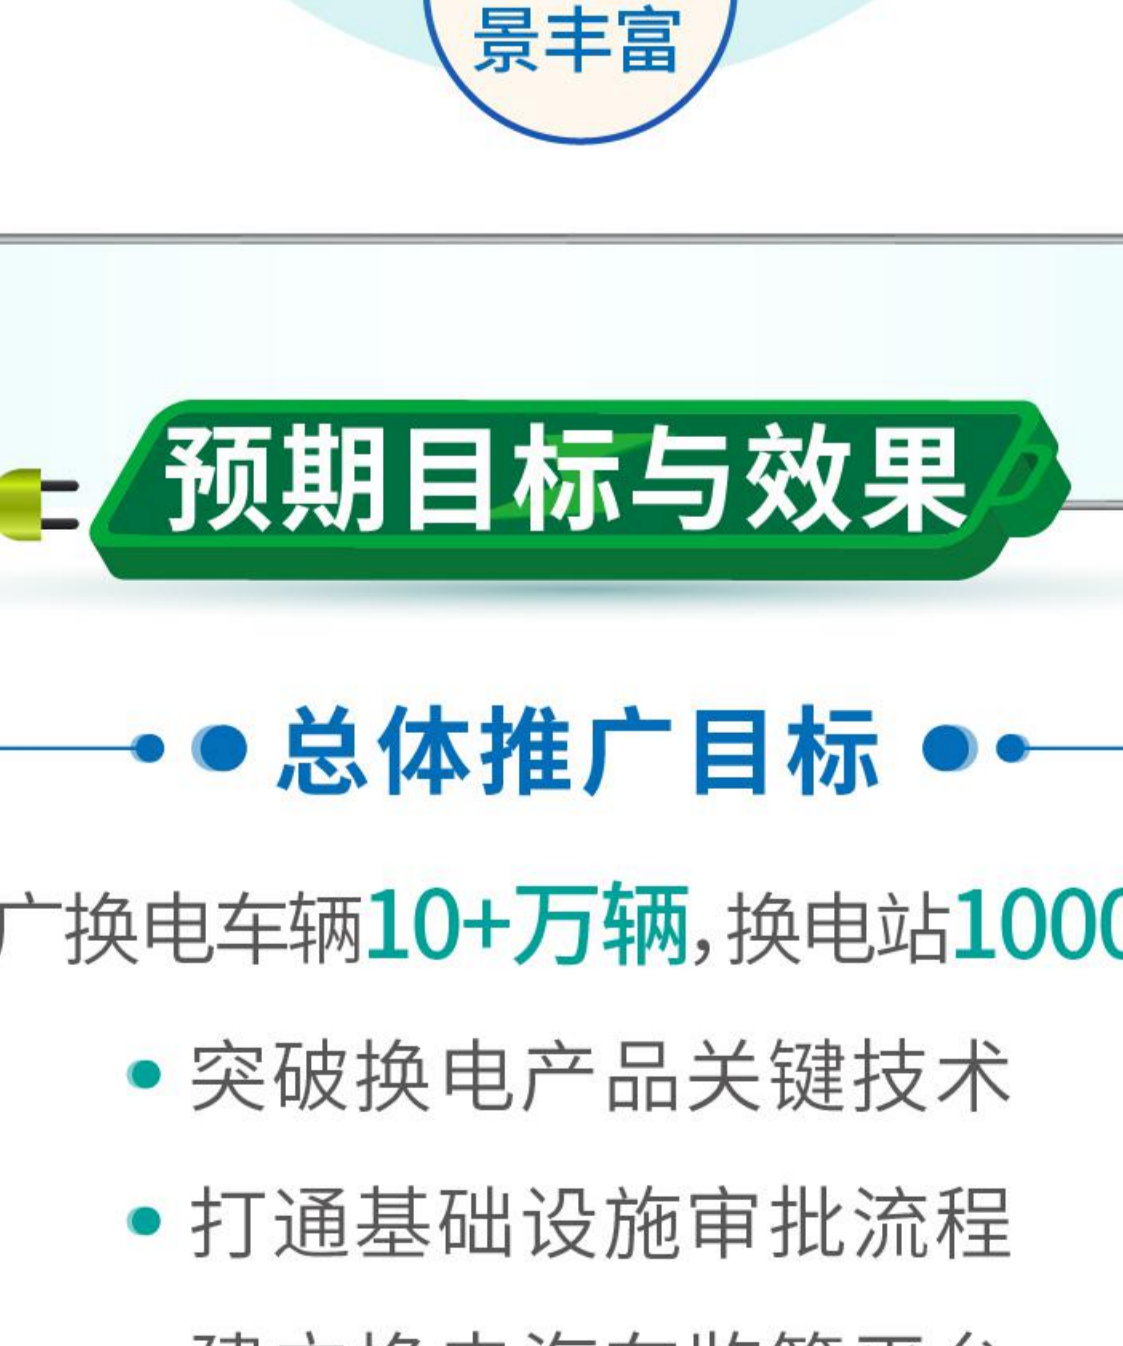 景丰富
预期目标与效果
总体推广目标
广换电车辆10+万辆,换电站1000
突破换电产品关键技术
打通基础设施审批流程